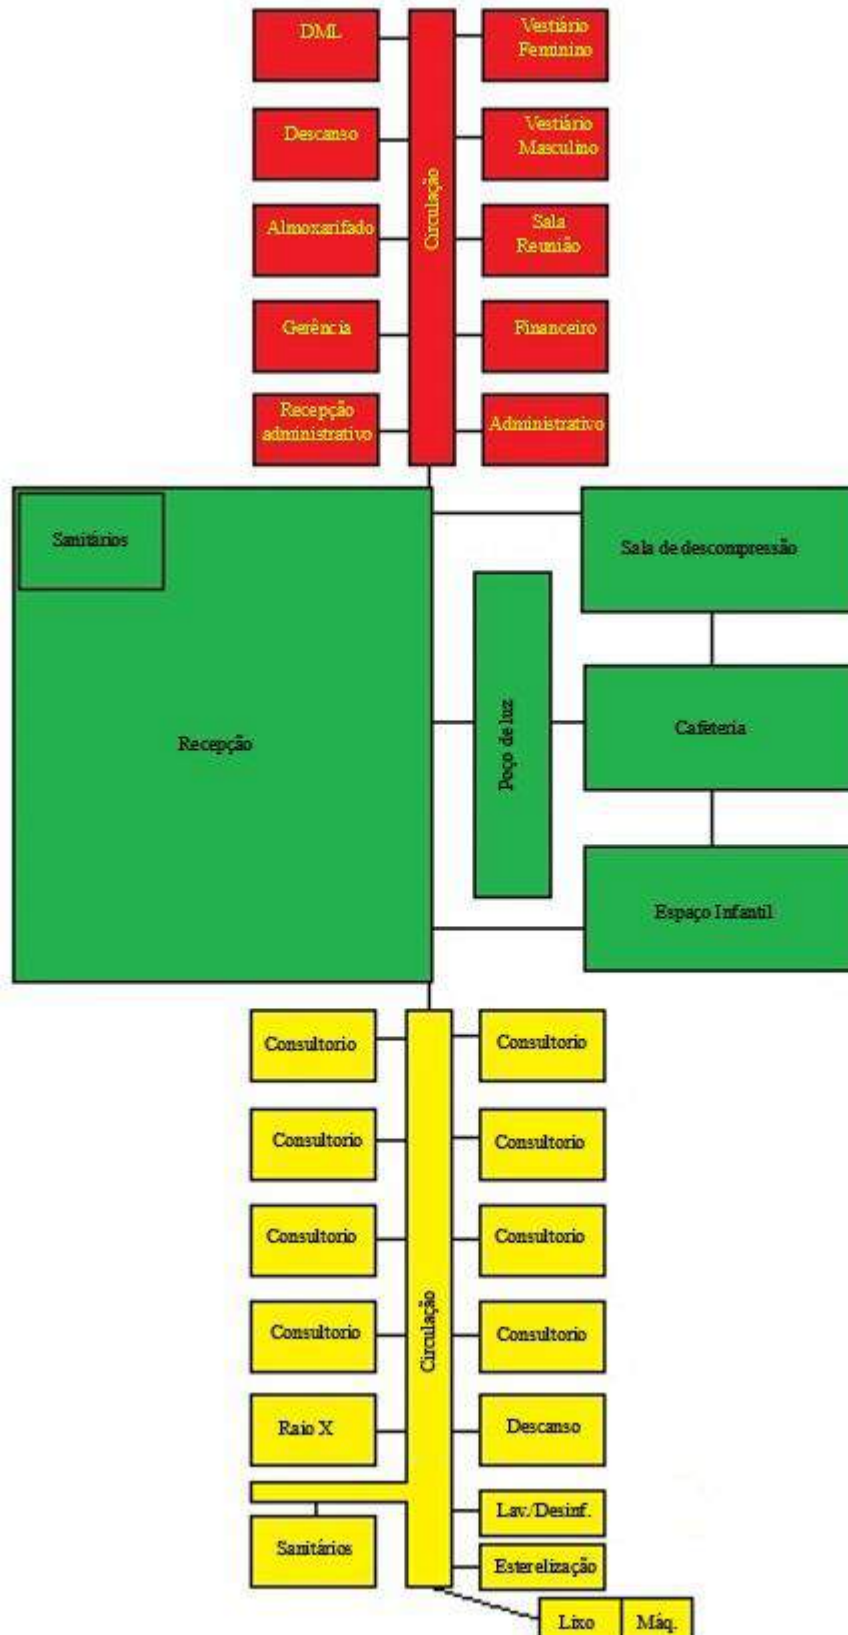 DML
Vestiário
Feminino
Descanso
Vestiário
Masculino
Circulação
Almoxarifado
Sala
Reunião
Gerência
Financeiro
Recepção
administrativo
Administrativo
Sanitários
Sala de descompressão
Recepção
Poço de luz
Cafeteria
Espaço Infantil
Consultorio
Consultorio
Consultorio
Consultorio
Consultorio
Consultorio
Circulação
Consultorio
Consultorio
Raio X
Descanso
Lav./Desinf.
Sanitários
Esterelização
Lixo
Máq.